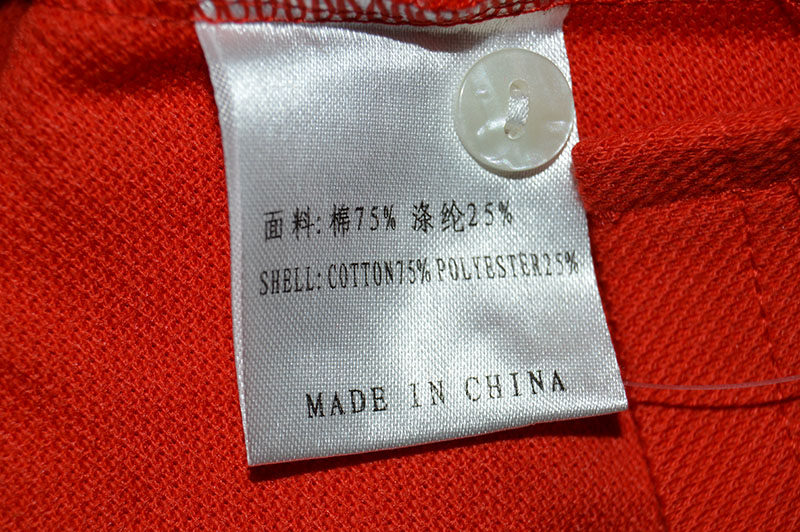 面料: 棉75% 涤纶25%
SHELL: COTTON75% POLYESTER25%
MADE IN CHINA